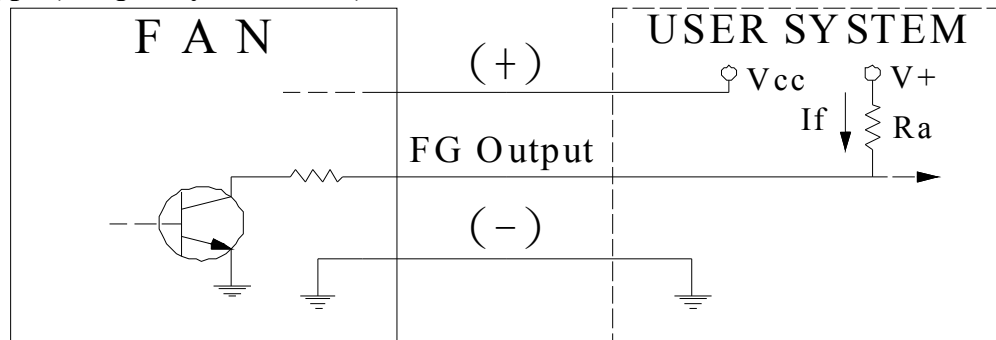 F A N
USER SYSTEM
(+)
Vcc
V+
If
Ra
FG Output
(-)